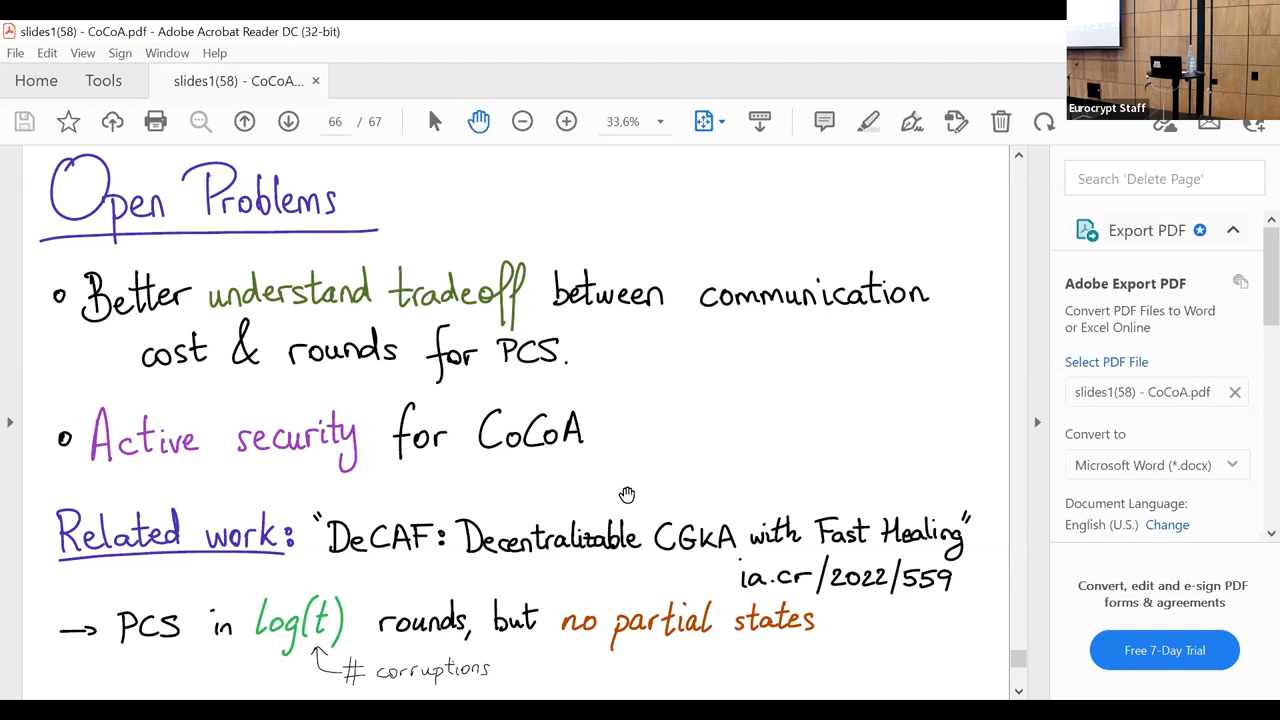 slides1(58) - CoCoA.pdf - Adobe Acrobat Reader DC (32-bit)
File Edit View Sign Window Help
Home Tools slides1(58) - CoCoA... ×
66 / 67 33,6%
Eurocrypt Staff
Open Problems
Better understand tradeoff between communication
cost & rounds for PCS.
Active security for CoCoA
Related work: "DeCAF: Decentralizable CGKA with Fast Healing"
ia.cr/2022/559
→ PCS in log(t) rounds, but no partial states
# corruptions
Search 'Delete Page'
Export PDF
Adobe Export PDF
Convert PDF Files to Word
or Excel Online
Select PDF File
slides1(58) - CoCoA.pdf
Convert to
Microsoft Word (*.docx)
Document Language:
English (U.S.) Change
Convert, edit and e-sign PDF
forms & agreements
Free 7-Day Trial